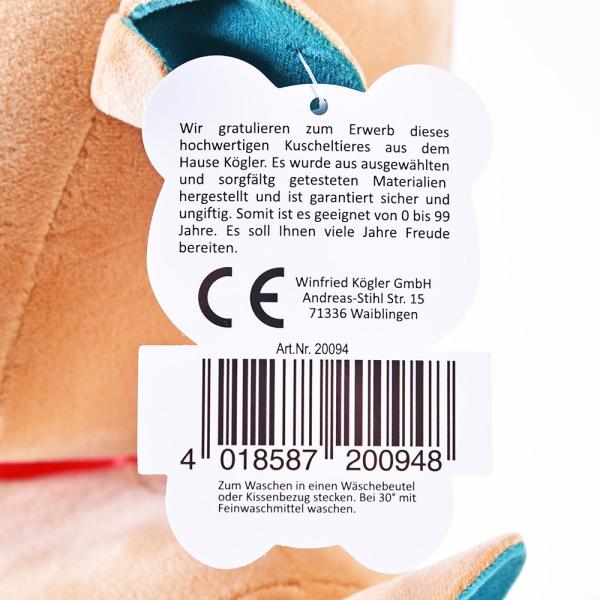 Wir gratulieren zum Erwerb dieses
hochwertigen Kuscheltieres aus dem
Hause Kögler. Es wurde aus ausgewählten
und sorgfältg getesteten Materialien
hergestellt und ist garantiert sicher und
ungiftig. Somit ist es geeignet von 0 bis 99
Jahre. Es soll Ihnen viele Jahre Freude
bereiten.
CE
Winfried Kögler GmbH
Andreas-Stihl Str. 15
71336 Waiblingen
Art.Nr. 20094
4 018587 200948
Zum Waschen in einen Wäschebeutel
oder Kissenbezug stecken. Bei 30° mit
Feinwaschmittel waschen.